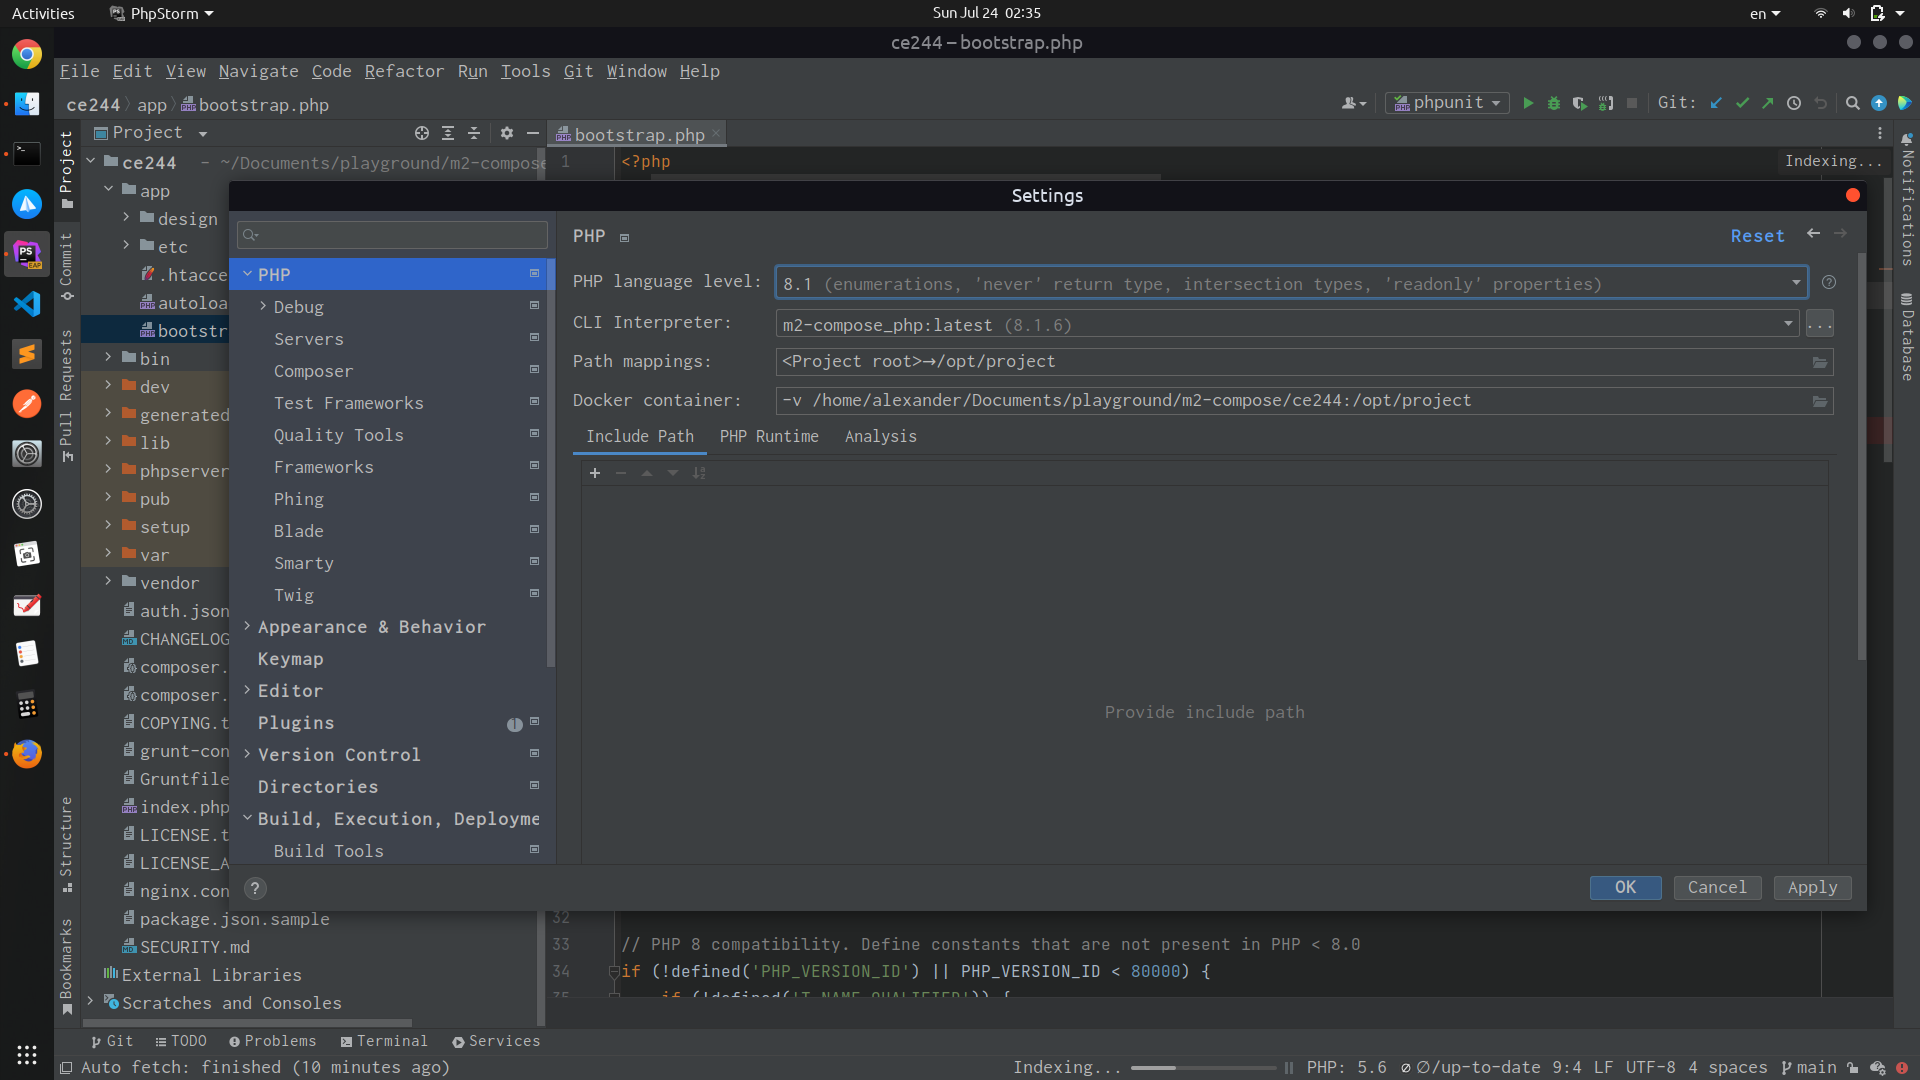 Activities PhpStorm Sun Jul 24 02:35 en
ce244 – bootstrap.php
File Edit View Navigate Code Refactor Run Tools Git Window Help
ce244 app bootstrap.php phpunit Git:
Project bootstrap.php
ce244 – ~/Documents/playground/m2-compose 1 <?php Indexing...
app
design
etc
.htacce
autoloa
bootstr
bin
dev
generated
lib
phpserver
pub
setup
var
vendor
auth.json
CHANGELOG
composer.
composer.
COPYING.t
grunt-con
Gruntfile
index.php
LICENSE.t
LICENSE_A
nginx.con
package.json.sample
SECURITY.md
External Libraries
Scratches and Consoles
Project
Commit
Pull Requests
Structure
Bookmarks
Notifications
Database
Settings
PHP
Debug
Servers
Composer
Test Frameworks
Quality Tools
Frameworks
Phing
Blade
Smarty
Twig
Appearance & Behavior
Keymap
Editor
Plugins 1
Version Control
Directories
Build, Execution, Deployme
Build Tools
PHP Reset
PHP language level: 8.1 (enumerations, 'never' return type, intersection types, 'readonly' properties)
CLI Interpreter: m2-compose_php:latest (8.1.6) ...
Path mappings: <Project root>→/opt/project
Docker container: -v /home/alexander/Documents/playground/m2-compose/ce244:/opt/project
Include Path PHP Runtime Analysis
Provide include path
? OK Cancel Apply
32
33 // PHP 8 compatibility. Define constants that are not present in PHP < 8.0
34 if (!defined('PHP_VERSION_ID') || PHP_VERSION_ID < 80000) {
35 if (!defined('T_NAME_QUALIFIED')) {
Git TODO Problems Terminal Services
Auto fetch: finished (10 minutes ago) Indexing... PHP: 5.6 ∅/up-to-date 9:4 LF UTF-8 4 spaces main